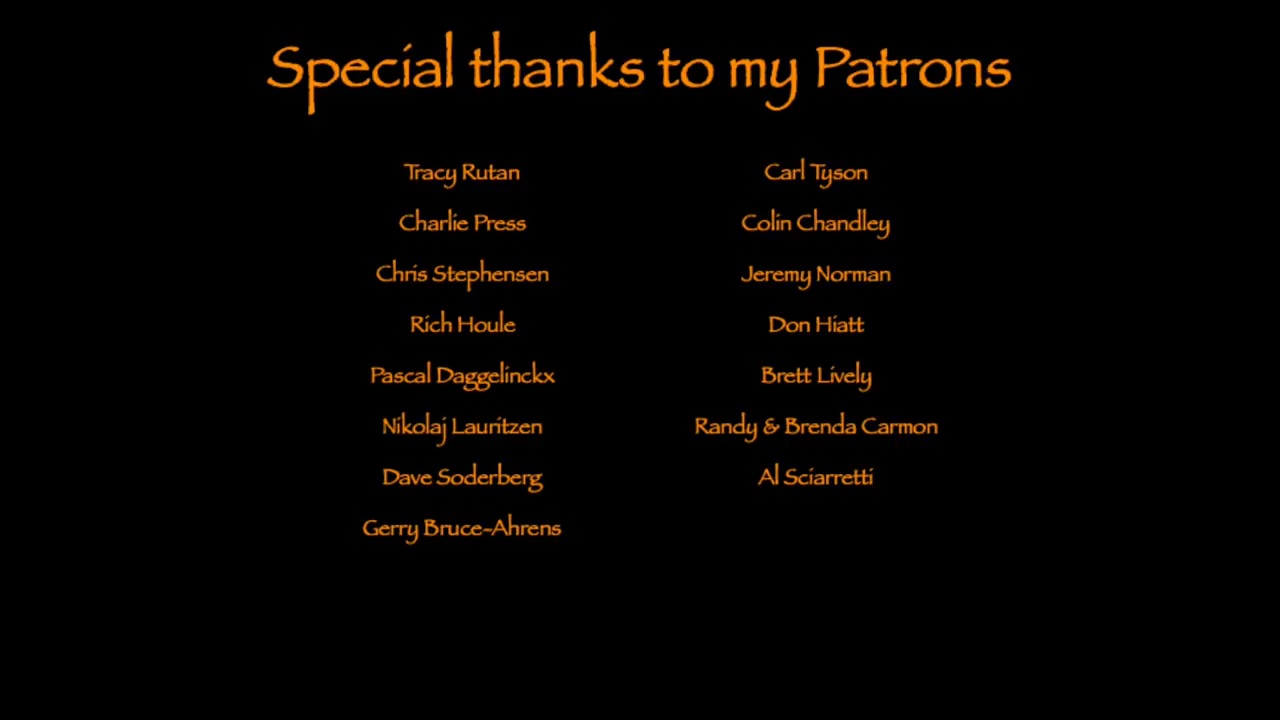 Special thanks to my Patrons
Tracy Rutan
Charlie Press
Chris Stephensen
Rich Houle
Pascal Daggelinckx
Nikolaj Lauritzen
Dave Soderberg
Gerry Bruce-Ahrens
Carl Tyson
Colin Chandley
Jeremy Norman
Don Hiatt
Brett Lively
Randy & Brenda Carmon
Al Sciarretti